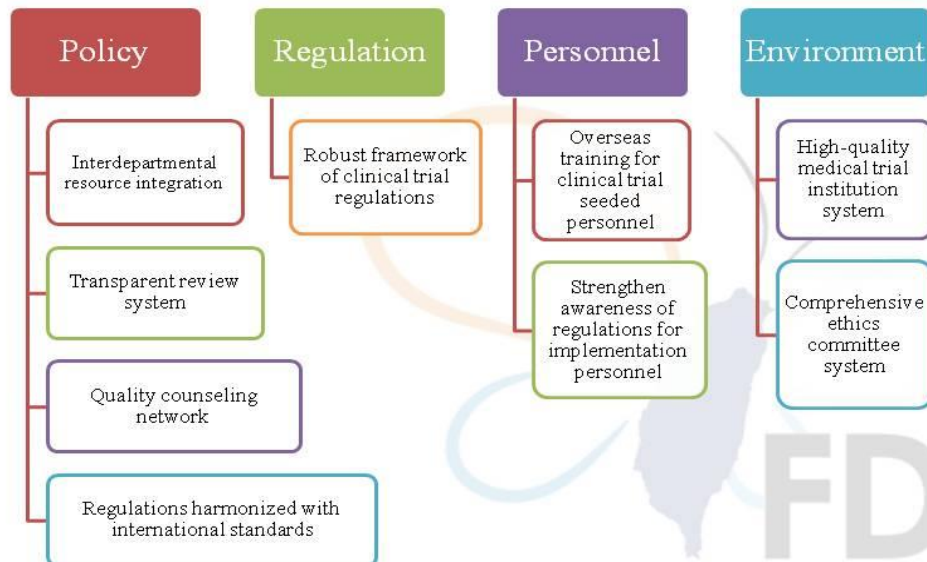 Policy
Interdepartmental
resource integration
Transparent review
system
Quality counseling
network
Regulations harmonized with
international standards
Regulation
Robust framework
of clinical trial
regulations
Personnel
Overseas
training for
clinical trial
seeded
personnel
Strengthen
awareness of
regulations for
implementation
personnel
Environment
High-quality
medical trial
institution
system
Comprehensive
ethics
committee
system
FD